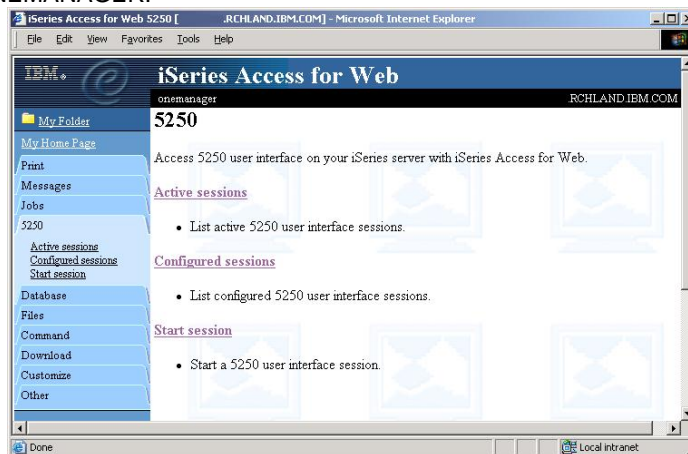 iSeries Access for Web 5250 [ .RCHLAND.IBM.COM] - Microsoft Internet Explorer
File Edit View Favorites Tools Help
IBM.
iSeries Access for Web
onemanager .RCHLAND.IBM.COM
My Folder
My Home Page
Print
Messages
Jobs
5250
Active sessions
Configured sessions
Start session
Database
Files
Command
Download
Customize
Other
5250
Access 5250 user interface on your iSeries server with iSeries Access for Web.
Active sessions
• List active 5250 user interface sessions.
Configured sessions
• List configured 5250 user interface sessions.
Start session
• Start a 5250 user interface session.
Done Local intranet